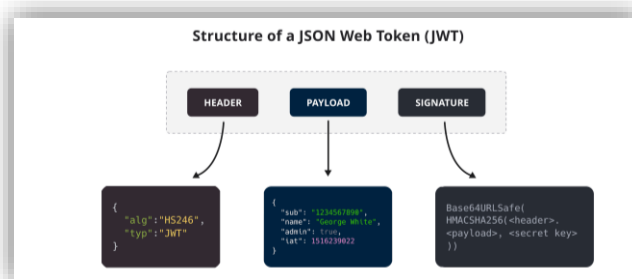 Structure of a JSON Web Token (JWT)
HEADER
PAYLOAD
SIGNATURE
{
"alg":"HS246",
"typ":"JWT"
}
{
"sub": "1234567890",
"name": "George White",
"admin": true,
"iat": 1516239022
}
Base64URLSafe(
HMACSHA256(<header>.
<payload>, <secret key>
))